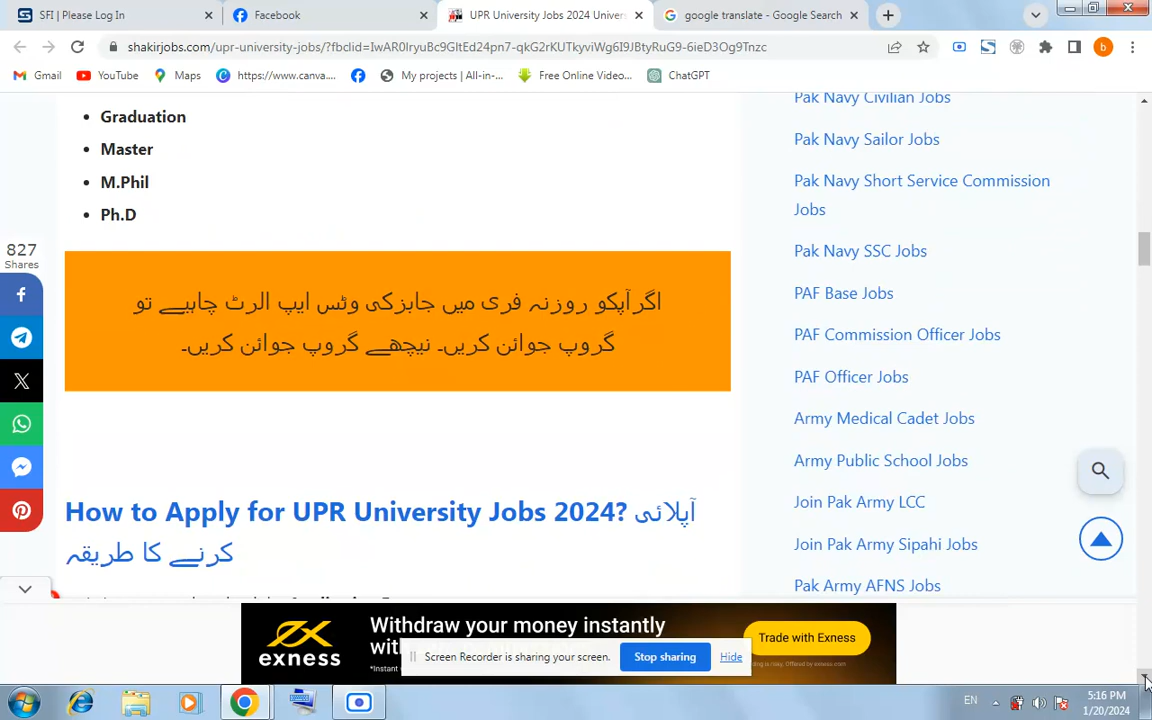 SFI | Please Log In
Facebook
UPR University Jobs 2024 Univers
google translate - Google Search
shakirjobs.com/upr-university-jobs/?fbclid=IwAR0lryuBc9GltEd24pn7-qkG2rKUTkyviWg6I9JBtyRuG9-6ieD3Og9Tnzc
Gmail
YouTube
Maps
https://www.canva....
My projects | All-in-...
Free Online Video...
ChatGPT
Graduation
Master
M.Phil
Ph.D
827
Shares
اگر آپکو روزنہ فری میں جابزکی وٹس ایپ الرٹ چاہیے تو
گروپ جوائن کریں۔ نیچھے گروپ جوائن کریں۔
How to Apply for UPR University Jobs 2024? آپلائی
کرنے کا طریقہ
Pak Navy Civilian Jobs
Pak Navy Sailor Jobs
Pak Navy Short Service Commission
Jobs
Pak Navy SSC Jobs
PAF Base Jobs
PAF Commission Officer Jobs
PAF Officer Jobs
Army Medical Cadet Jobs
Army Public School Jobs
Join Pak Army LCC
Join Pak Army Sipahi Jobs
Pak Army AFNS Jobs
exness
Withdraw your money instantly
Trade with Exness
Screen Recorder is sharing your screen.
Stop sharing
Hide
EN
5:16 PM
1/20/2024